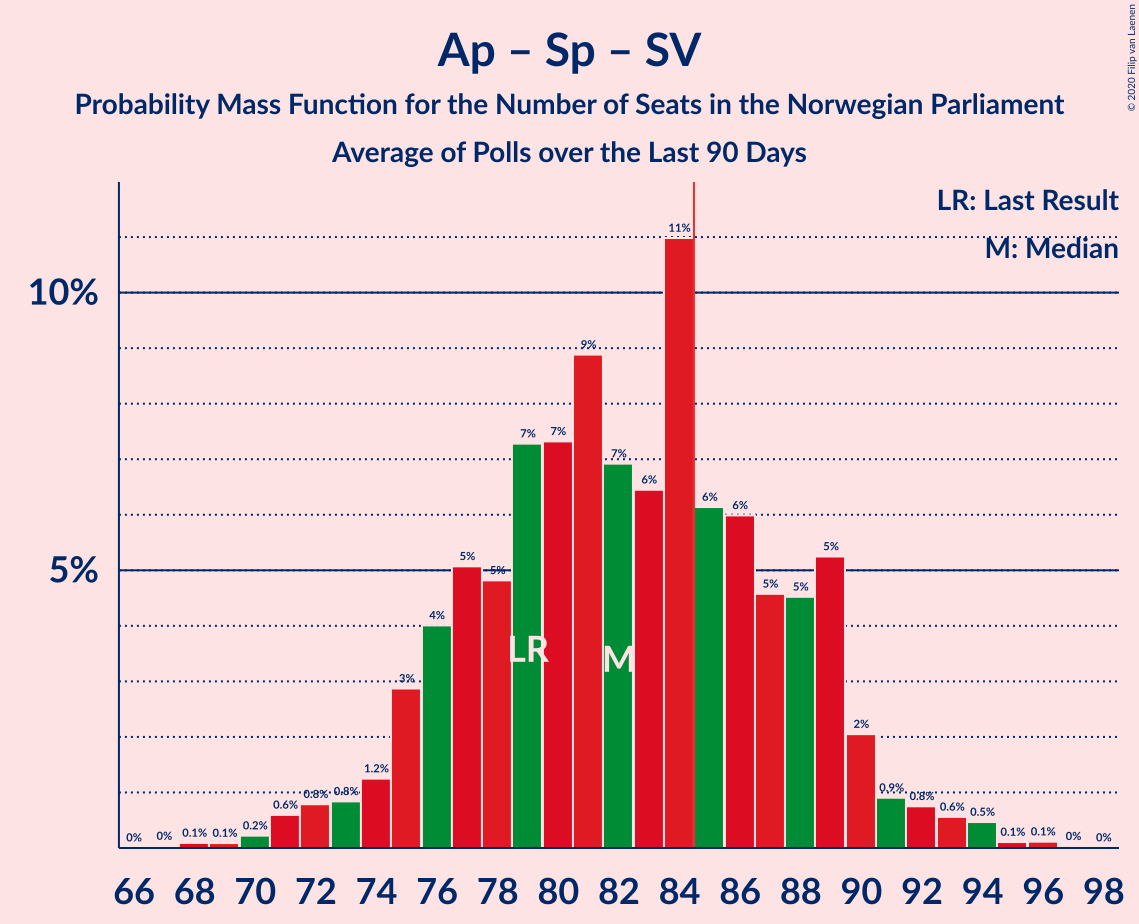 Ap – Sp – SV
Probability Mass Function for the Number of Seats in the Norwegian Parliament
Average of Polls over the Last 90 Days
© 2020 Filip van Laenen
LR: Last Result
M: Median
10%
5%
0% 0% 0.1% 0.1% 0.2% 0.6% 0.8% 0.8% 1.2% 3% 4% 5% 5% 7% 7% 9% 7% 6% 11% 6% 6% 5% 5% 5% 2% 0.9% 0.8% 0.6% 0.5% 0.1% 0.1% 0% 0%
LR M
66 68 70 72 74 76 78 80 82 84 86 88 90 92 94 96 98